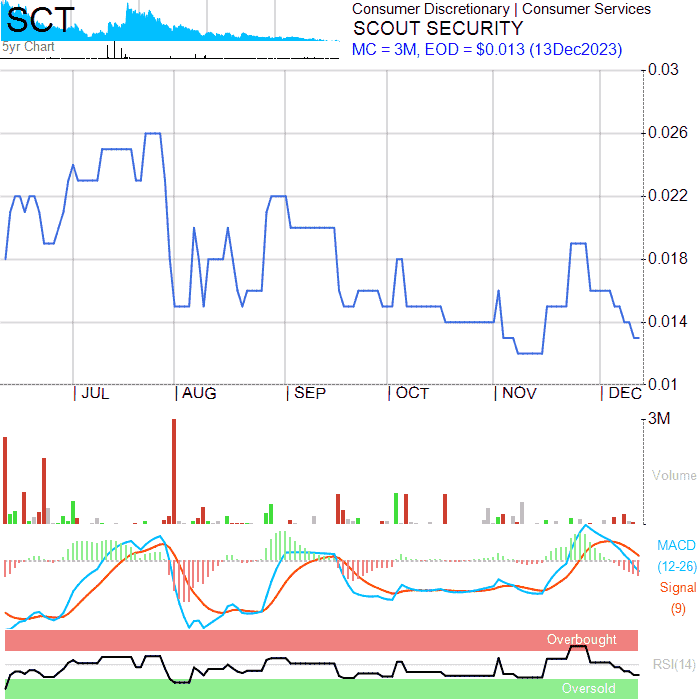 SCT
5yr Chart
Consumer Discretionary | Consumer Services
SCOUT SECURITY
MC = 3M, EOD = $0.013 (13Dec2023)
0.03
0.026
0.022
0.018
0.014
0.01
JUL
AUG
SEP
OCT
NOV
DEC
3M
Volume
MACD
(12-26)
Signal
(9)
Overbought
RSI(14)
Oversold